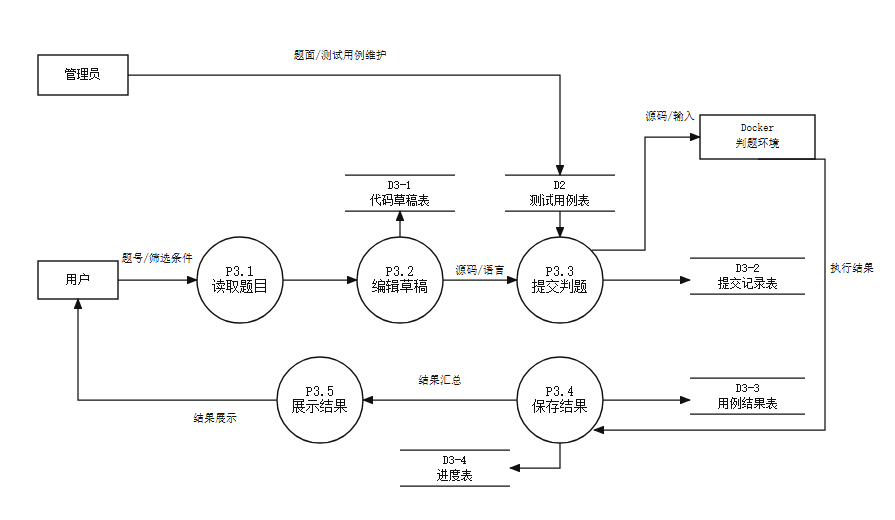 题面/测试用例维护
管理员
源码/输入
Docker
判题环境
D3-1
代码草稿表
D2
测试用例表
题号/筛选条件
用户
P3.1
读取题目
P3.2
编辑草稿
源码/语言
P3.3
提交判题
D3-2
提交记录表
执行结果
P3.5
展示结果
结果汇总
P3.4
保存结果
D3-3
用例结果表
结果展示
D3-4
进度表